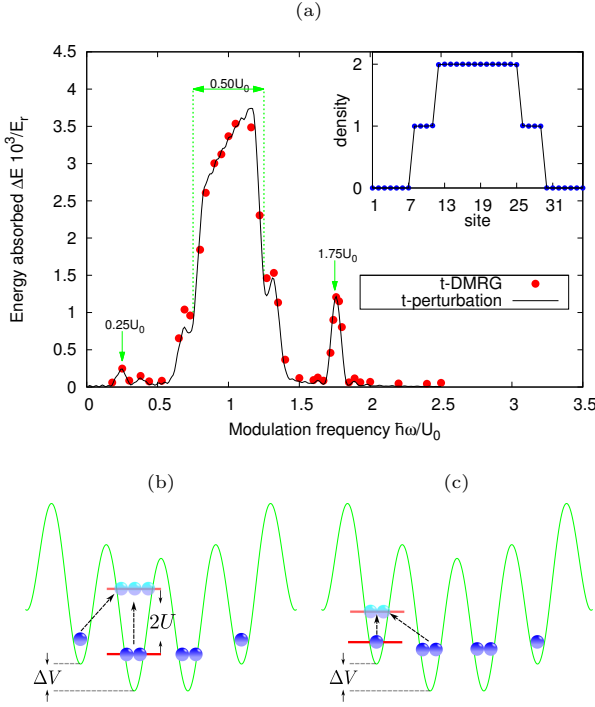 (a)
4.5
4
3.5
3
2.5
2
1.5
1
0.5
0
Energy absorbed ΔE 10³/Eᵣ
0.50U₀
0.25U₀
1.75U₀
0 0.5 1 1.5 2 2.5 3 3.5
Modulation frequency ħω/U₀
2
1
0
density
1 7 13 19 25 31
site
t-DMRG
t-perturbation
(b)
2U
ΔV
(c)
ΔV